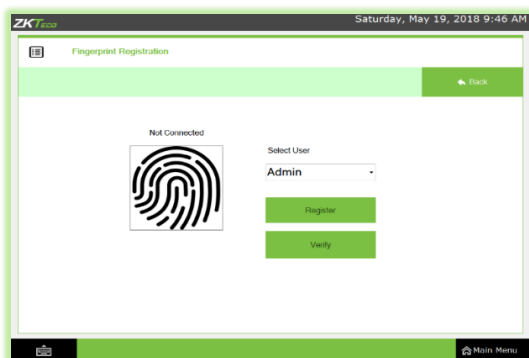 ZKTeco
Saturday, May 19, 2018 9:46 AM
Fingerprint Registration
Back
Not Connected
Select User
Admin
Register
Verify
Main Menu